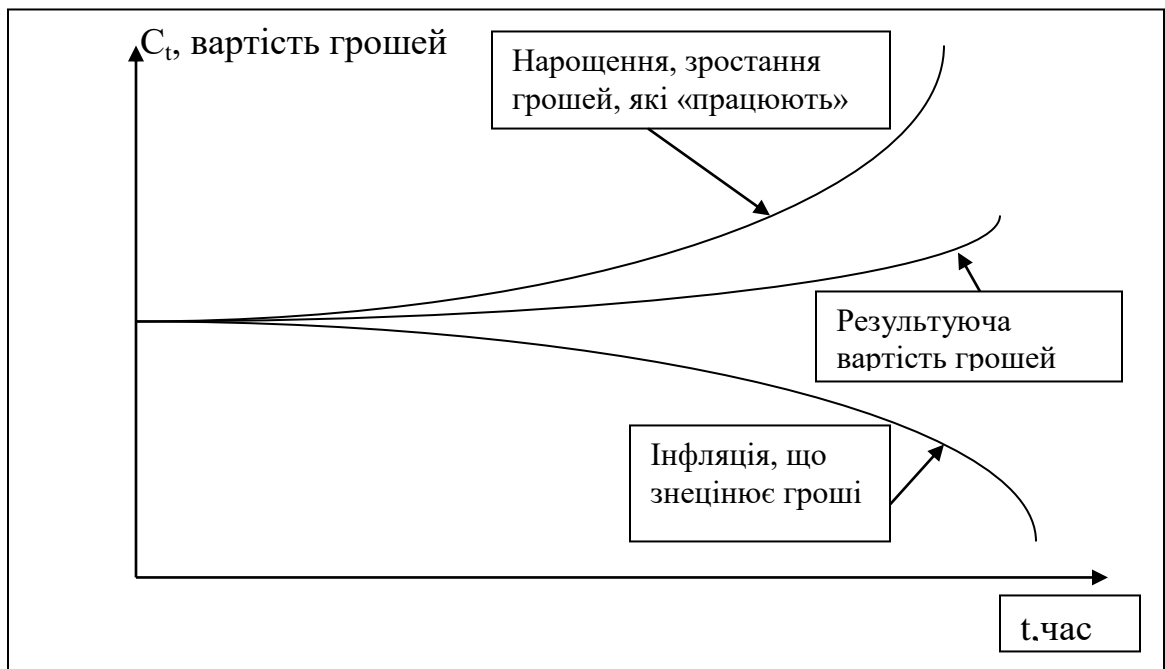 Ct, вартість грошей
Нарощення, зростання
грошей, які «працюють»
Результуюча
вартість грошей
Інфляція, що
знецінює гроші
t,час